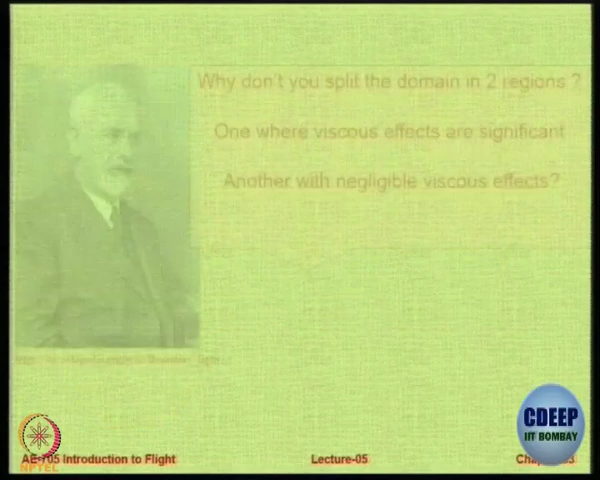 Why don't you split the domain in 2 regions ?
One where viscous effects are significant
Another with negligible viscous effects?
CDEEP
IIT BOMBAY
AE-705 Introduction to Flight
Lecture-05
NPTEL